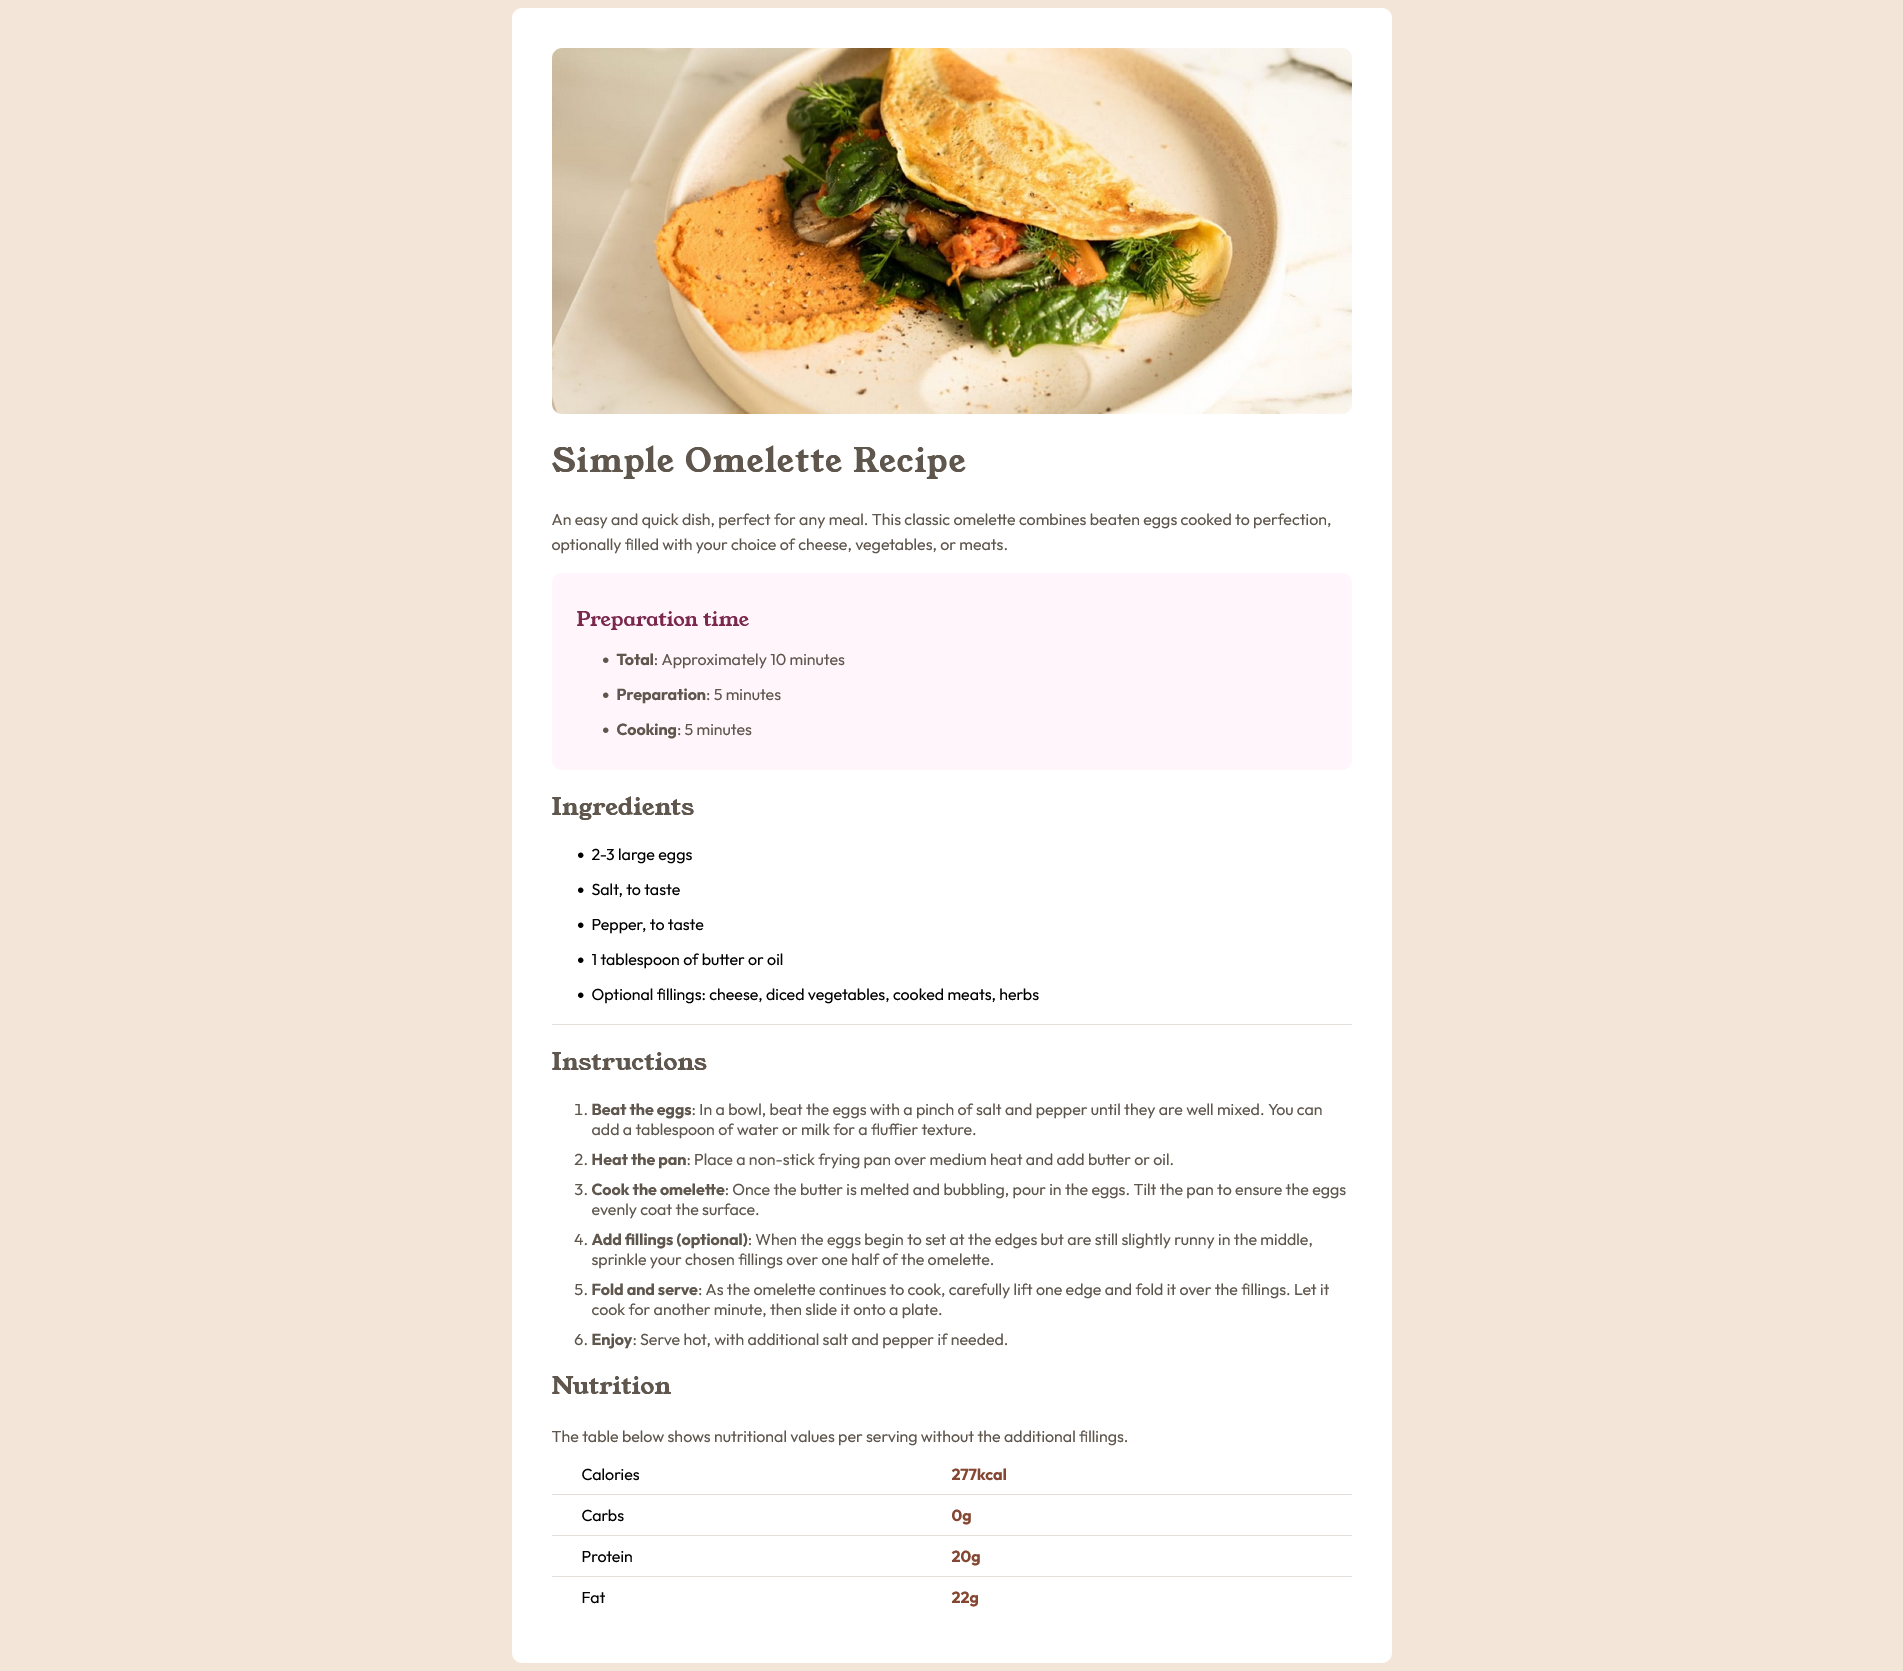 Simple Omelette Recipe
An easy and quick dish, perfect for any meal. This classic omelette combines beaten eggs cooked to perfection,
optionally filled with your choice of cheese, vegetables, or meats.
Preparation time
• Total: Approximately 10 minutes
• Preparation: 5 minutes
• Cooking: 5 minutes
Ingredients
• 2-3 large eggs
• Salt, to taste
• Pepper, to taste
• 1 tablespoon of butter or oil
• Optional fillings: cheese, diced vegetables, cooked meats, herbs
Instructions
1. Beat the eggs: In a bowl, beat the eggs with a pinch of salt and pepper until they are well mixed. You can
add a tablespoon of water or milk for a fluffier texture.
2. Heat the pan: Place a non-stick frying pan over medium heat and add butter or oil.
3. Cook the omelette: Once the butter is melted and bubbling, pour in the eggs. Tilt the pan to ensure the eggs
evenly coat the surface.
4. Add fillings (optional): When the eggs begin to set at the edges but are still slightly runny in the middle,
sprinkle your chosen fillings over one half of the omelette.
5. Fold and serve: As the omelette continues to cook, carefully lift one edge and fold it over the fillings. Let it
cook for another minute, then slide it onto a plate.
6. Enjoy: Serve hot, with additional salt and pepper if needed.
Nutrition
The table below shows nutritional values per serving without the additional fillings.
Calories 277kcal
Carbs 0g
Protein 20g
Fat 22g